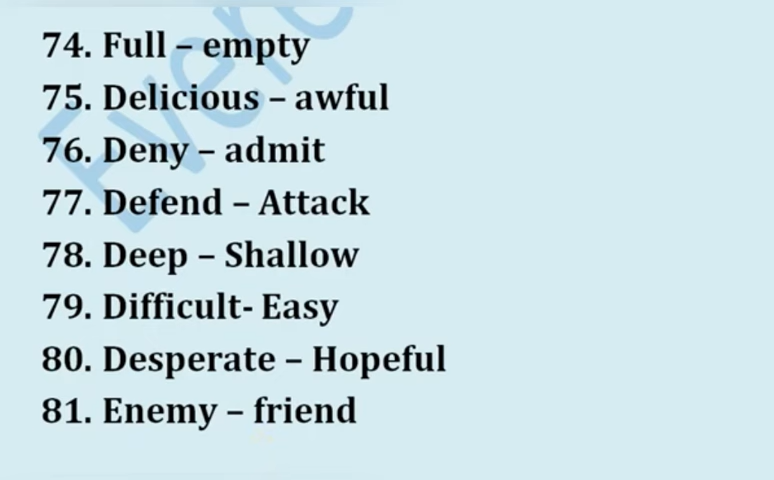 74. Full – empty
75. Delicious – awful
76. Deny – admit
77. Defend – Attack
78. Deep – Shallow
79. Difficult- Easy
80. Desperate – Hopeful
81. Enemy – friend